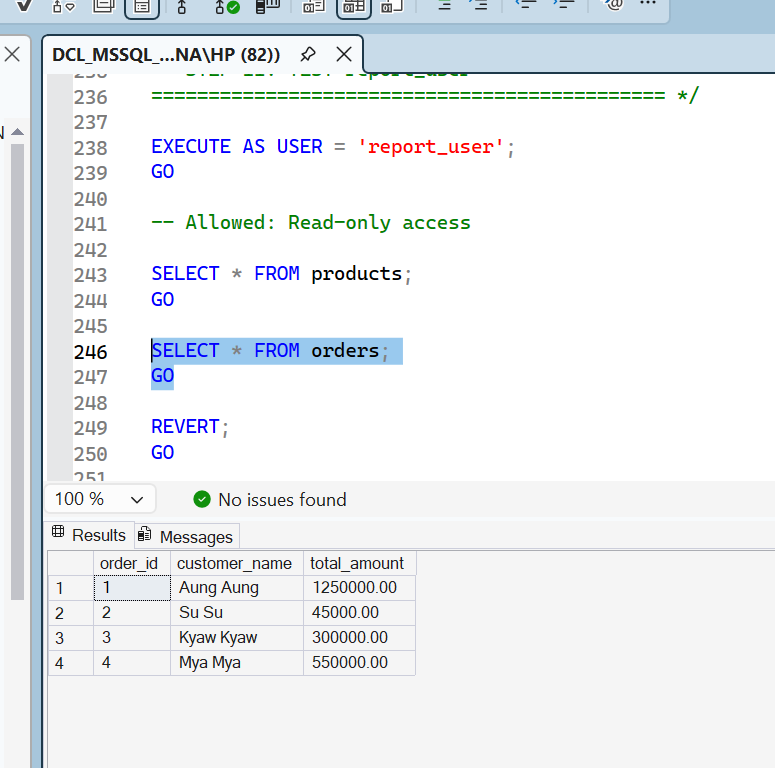 DCL_MSSQL_...NA\HP (82))
236 ============================================= */
237
238 EXECUTE AS USER = 'report_user';
239 GO
240
241 -- Allowed: Read-only access
242
243 SELECT * FROM products;
244 GO
245
246 SELECT * FROM orders;
247 GO
248
249 REVERT;
250 GO
251
100 % No issues found
Results Messages
order_id customer_name total_amount
1 1 Aung Aung 1250000.00
2 2 Su Su 45000.00
3 3 Kyaw Kyaw 300000.00
4 4 Mya Mya 550000.00